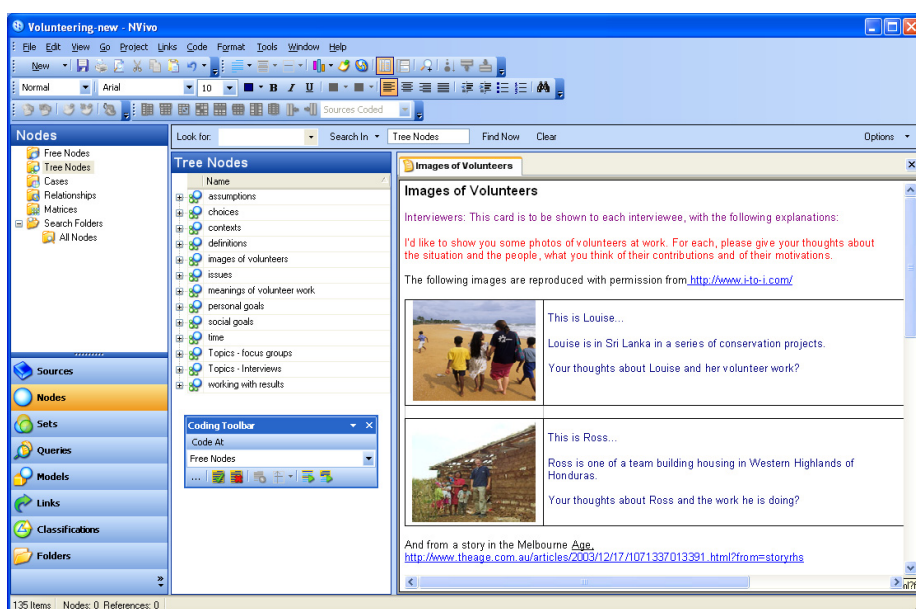 Volunteering-new - NVivo
File Edit View Go Project Links Code Format Tools Window Help
New
Normal Arial 10 B I U
Sources Coded
Nodes
Look for: Search In Tree Nodes Find Now Clear Options
Free Nodes
Tree Nodes
Cases
Relationships
Matrices
Search Folders
All Nodes
Sources
Nodes
Sets
Queries
Models
Links
Classifications
Folders
Tree Nodes
Name
assumptions
choices
contexts
definitions
images of volunteers
issues
meanings of volunteer work
personal goals
social goals
time
Topics - focus groups
Topics - Interviews
working with results
Coding Toolbar
Code At
Free Nodes
...
Images of Volunteers
Images of Volunteers
Interviewers: This card is to be shown to each interviewee, with the following explanations:
I'd like to show you some photos of volunteers at work. For each, please give your thoughts about
the situation and the people, what you think of their contributions and of their motivations.
The following images are reproduced with permission from http://www.i-to-i.com/
This is Louise...
Louise is in Sri Lanka in a series of conservation projects.
Your thoughts about Louise and her volunteer work?
This is Ross...
Ross is one of a team building housing in Western Highlands of
Honduras.
Your thoughts about Ross and the work he is doing?
And from a story in the Melbourne Age,
http://www.theage.com.au/articles/2003/12/17/1071337013391.html?from=storyrhs
135 Items Nodes: 0 References: 0